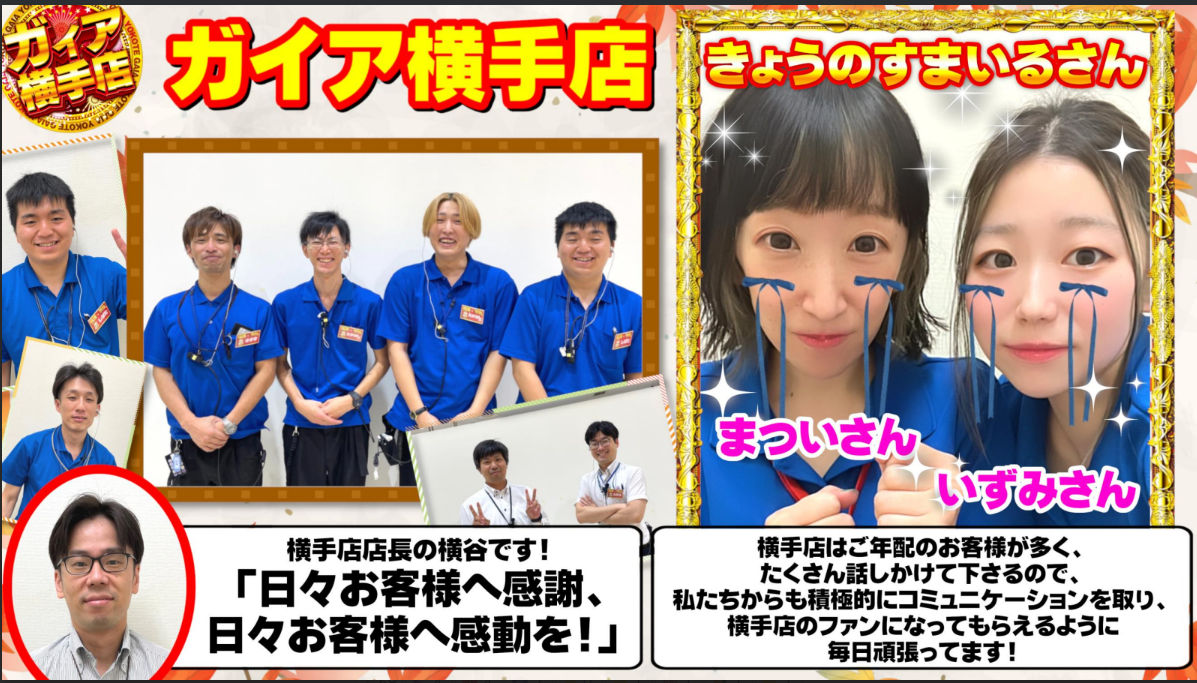 ガイア
横手店
ガイア横手店
きょうのすまいるさん
まついさん
いずみさん
横手店店長の横谷です！
「日々お客様へ感謝、
日々お客様へ感動を！」
横手店はご年配のお客様が多く、
たくさん話しかけて下さるので、
私たちからも積極的にコミュニケーションを取り、
横手店のファンになってもらえるように
毎日頑張ってます！